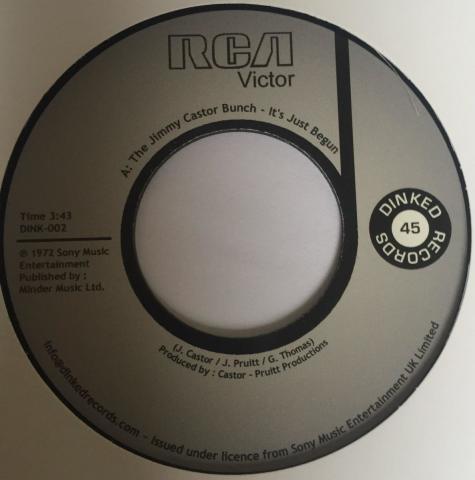 RCA
Victor
A: The Jimmy Castor Bunch - It's Just Begun
Time 3:43
DINK-002
℗ 1972 Sony Music
Entertainment
Published by :
Minder Music Ltd.
DINKED RECORDS
45
(J. Castor / J. Pruitt / G. Thomas)
Produced by : Castor - Pruitt Productions
info@dinkedrecords.com - Issued under licence from Sony Music Entertainment UK Limited